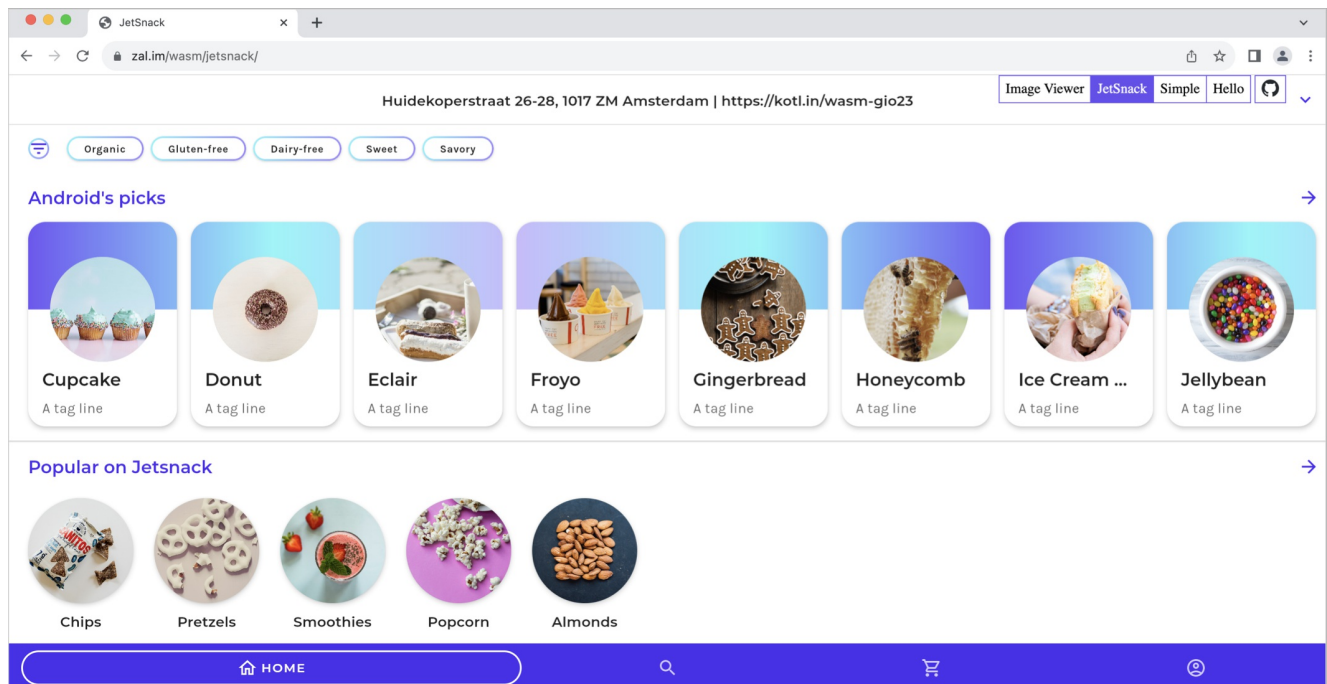 JetSnack
zal.im/wasm/jetsnack/
Huidekoperstraat 26-28, 1017 ZM Amsterdam | https://kotl.in/wasm-gio23
Image Viewer JetSnack Simple Hello
Organic Gluten-free Dairy-free Sweet Savory
Android's picks
Cupcake Donut Eclair Froyo Gingerbread Honeycomb Ice Cream ... Jellybean
A tag line A tag line A tag line A tag line A tag line A tag line A tag line A tag line
Popular on Jetsnack
Chips Pretzels Smoothies Popcorn Almonds
HOME